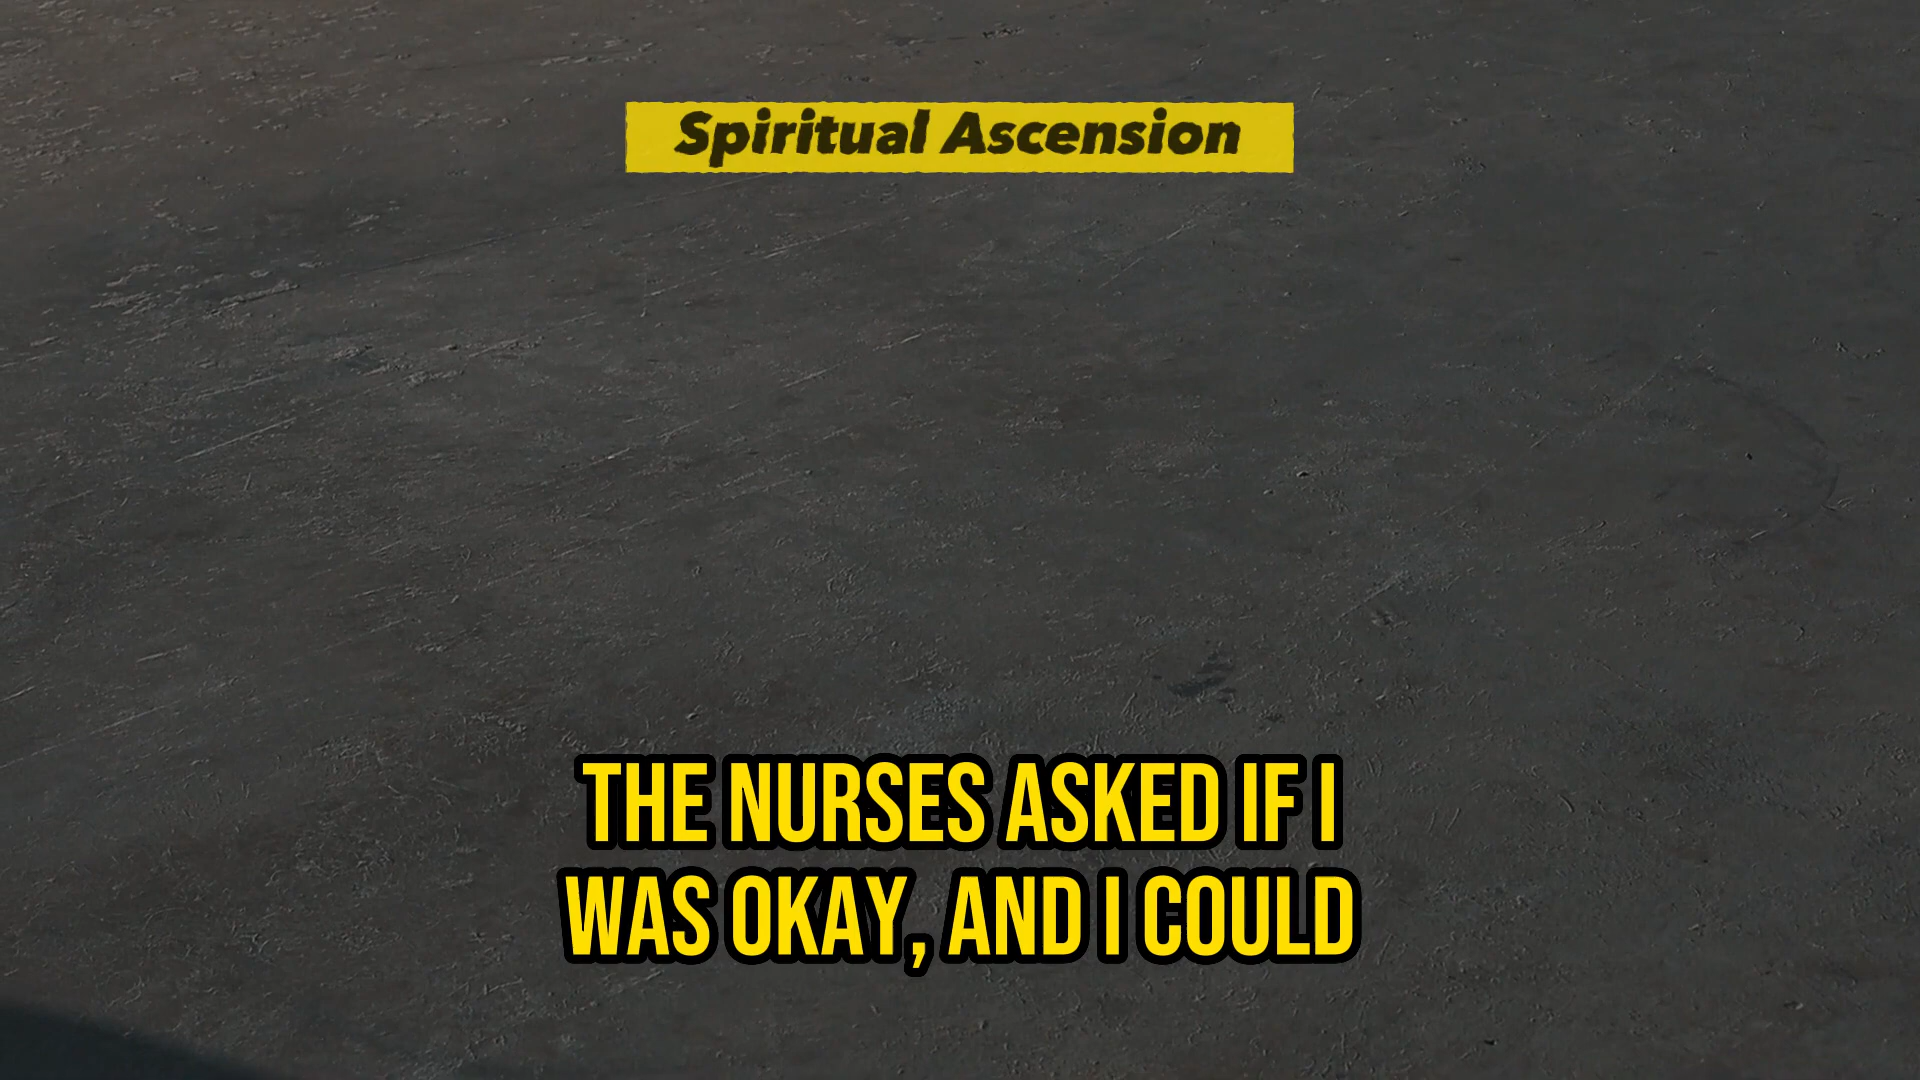 Spiritual Ascension
THE NURSES ASKED IF I
WAS OKAY, AND I COULD